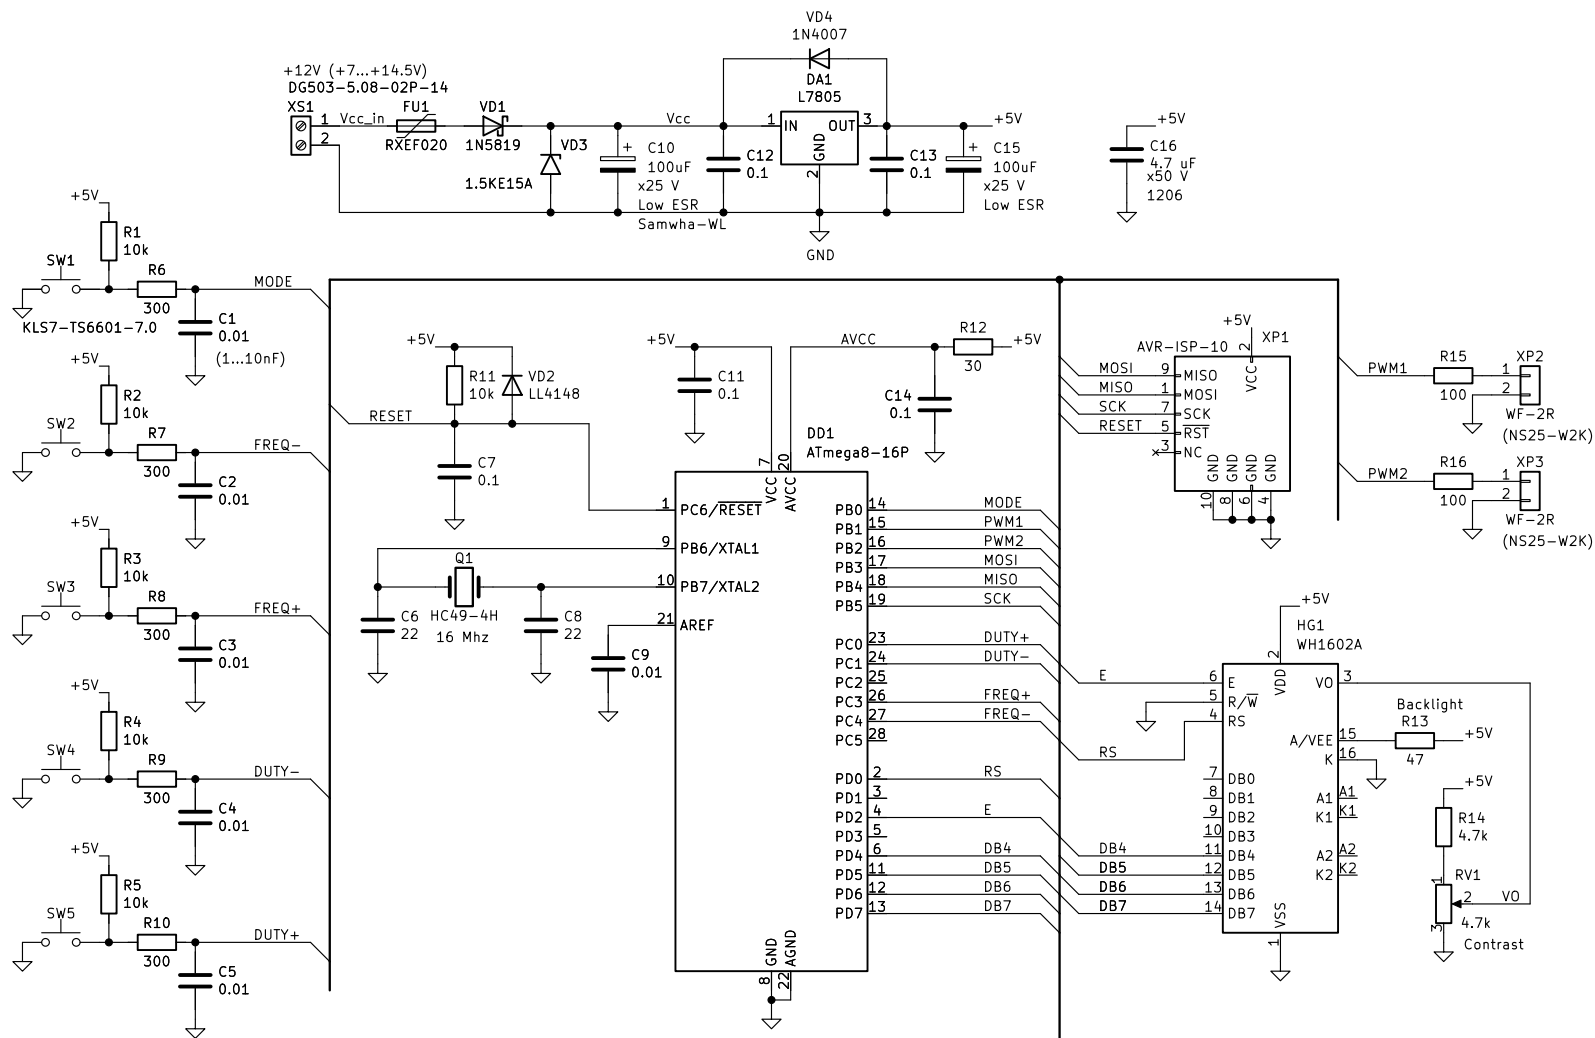 VD4
1N4007
DA1
L7805
+12V (+7...+14.5V)
DG503-5.08-02P-14
XS1
1
2
Vcc_in
FU1
RXEF020
VD1
1N5819
VD3
1.5KE15A
C10
100uF
x25 V
Low ESR
Samwha-WL
Vcc
C12
0.1
1
IN
OUT
3
GND
2
GND
C13
0.1
+5V
C15
100uF
x25 V
Low ESR
+5V
C16
4.7 uF
x50 V
1206
+5V
R1
10k
SW1
R6
300
MODE
KLS7-TS6601-7.0
C1
0.01
(1...10nF)
+5V
R2
10k
SW2
R7
300
FREQ-
C2
0.01
+5V
R3
10k
SW3
R8
300
FREQ+
C3
0.01
+5V
R4
10k
SW4
R9
300
DUTY-
C4
0.01
+5V
R5
10k
SW5
R10
300
DUTY+
C5
0.01
+5V
R11
10k
VD2
LL4148
RESET
C7
0.1
+5V
C11
0.1
AVCC
R12
30
+5V
C14
0.1
DD1
ATmega8-16P
7
VCC
20
AVCC
1
PC6/RESET
9
PB6/XTAL1
10
PB7/XTAL2
21
AREF
Q1
HC49-4H
16 Mhz
C6
22
C8
22
C9
0.01
PB0 14 MODE
PB1 15 PWM1
PB2 16 PWM2
PB3 17 MOSI
PB4 18 MISO
PB5 19 SCK
PC0 23 DUTY+
PC1 24 DUTY-
PC2 25
PC3 26 FREQ+
PC4 27 FREQ-
PC5 28
PD0 2 RS
PD1 3
PD2 4 E
PD3 5
PD4 6 DB4
PD5 11 DB5
PD6 12 DB6
PD7 13 DB7
GND
8
AGND
22
+5V
XP1
AVR-ISP-10
2
VCC
MOSI 9 MISO
MISO 1 MOSI
SCK 7 SCK
RESET 5 RST
3 NC
GND GND GND GND
10 8 6 4
PWM1
R15
100
XP2
1
2
WF-2R
(NS25-W2K)
PWM2
R16
100
XP3
1
2
WF-2R
(NS25-W2K)
+5V
HG1
WH1602A
2
VDD
E 6 E
5 R/W
RS 4 RS
7 DB0
8 DB1
9 DB2
10 DB3
DB4 11 DB4
DB5 12 DB5
DB6 13 DB6
DB7 14 DB7
VSS
1
VO 3
A/VEE 15
K 16
A1 A1
K1 K1
A2 A2
K2 K2
Backlight
R13
47
+5V
+5V
R14
4.7k
RV1
1
2
3
VO
4.7k
Contrast